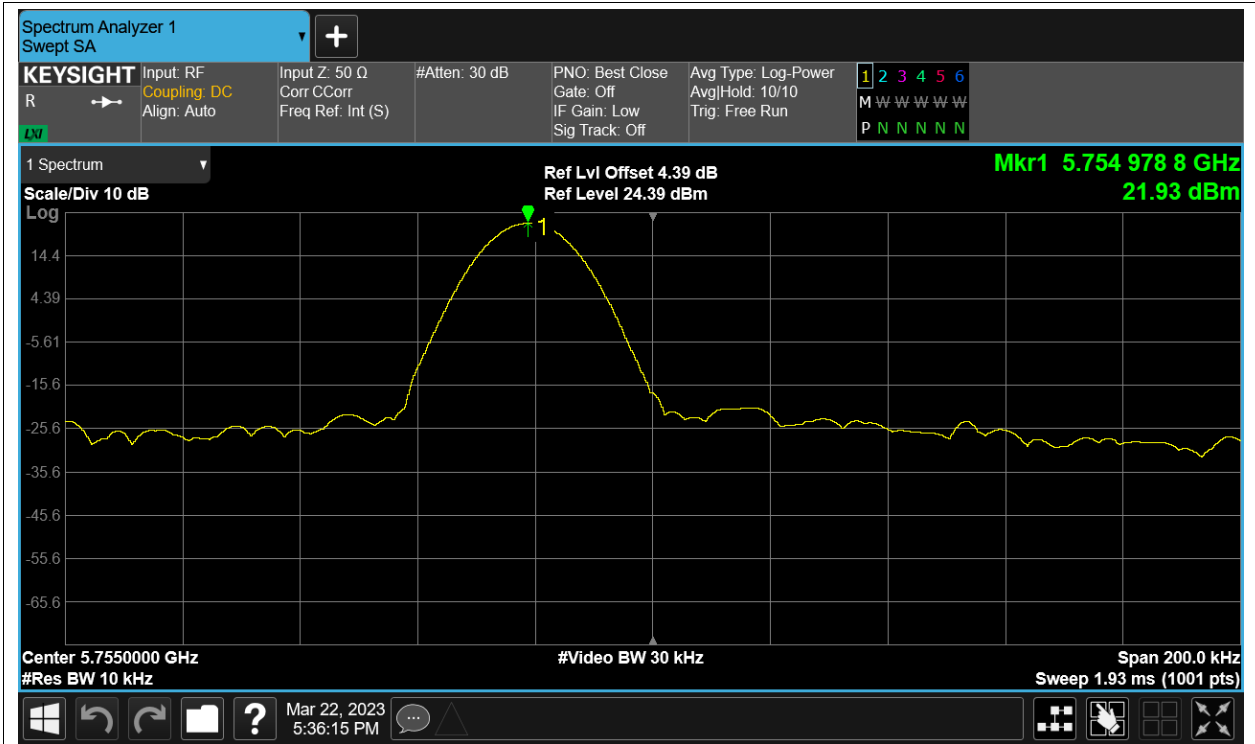 Spectrum Analyzer 1
Swept SA
KEYSIGHT
R
LXI
Input: RF
Coupling: DC
Align: Auto
Input Z: 50 Ω
Corr CCorr
Freq Ref: Int (S)
#Atten: 30 dB
PNO: Best Close
Gate: Off
IF Gain: Low
Sig Track: Off
Avg Type: Log-Power
Avg|Hold: 10/10
Trig: Free Run
1 2 3 4 5 6
M W W W W W
P N N N N N
1 Spectrum
Scale/Div 10 dB
Log
Ref Lvl Offset 4.39 dB
Ref Level 24.39 dBm
Mkr1 5.754 978 8 GHz
21.93 dBm
1
14.4
4.39
-5.61
-15.6
-25.6
-35.6
-45.6
-55.6
-65.6
Center 5.7550000 GHz
#Video BW 30 kHz
Span 200.0 kHz
#Res BW 10 kHz
Sweep 1.93 ms (1001 pts)
?
Mar 22, 2023
5:36:15 PM